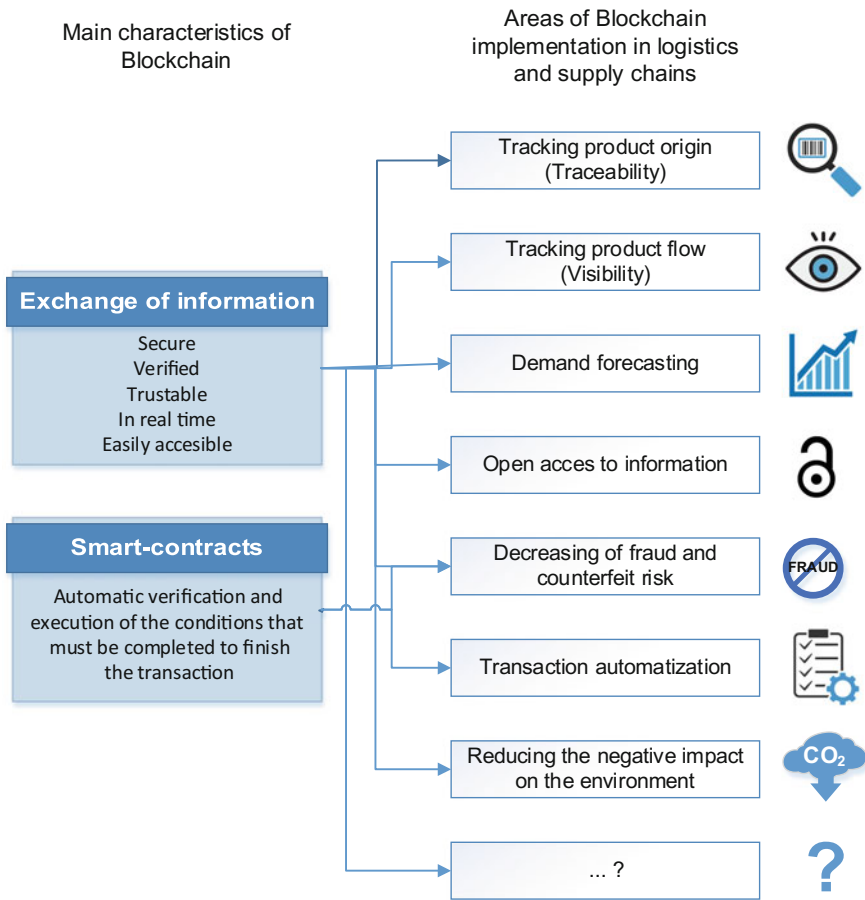 Main characteristics of
Blockchain
Areas of Blockchain
implementation in logistics
and supply chains
Exchange of information
Secure
Verified
Trustable
In real time
Easily accesible
Smart-contracts
Automatic verification and
execution of the conditions that
must be completed to finish
the transaction
Tracking product origin
(Traceability)
Tracking product flow
(Visibility)
Demand forecasting
Open acces to information
Decreasing of fraud and
counterfeit risk
FRAUD
Transaction automatization
Reducing the negative impact
on the environment
CO₂
... ?
?